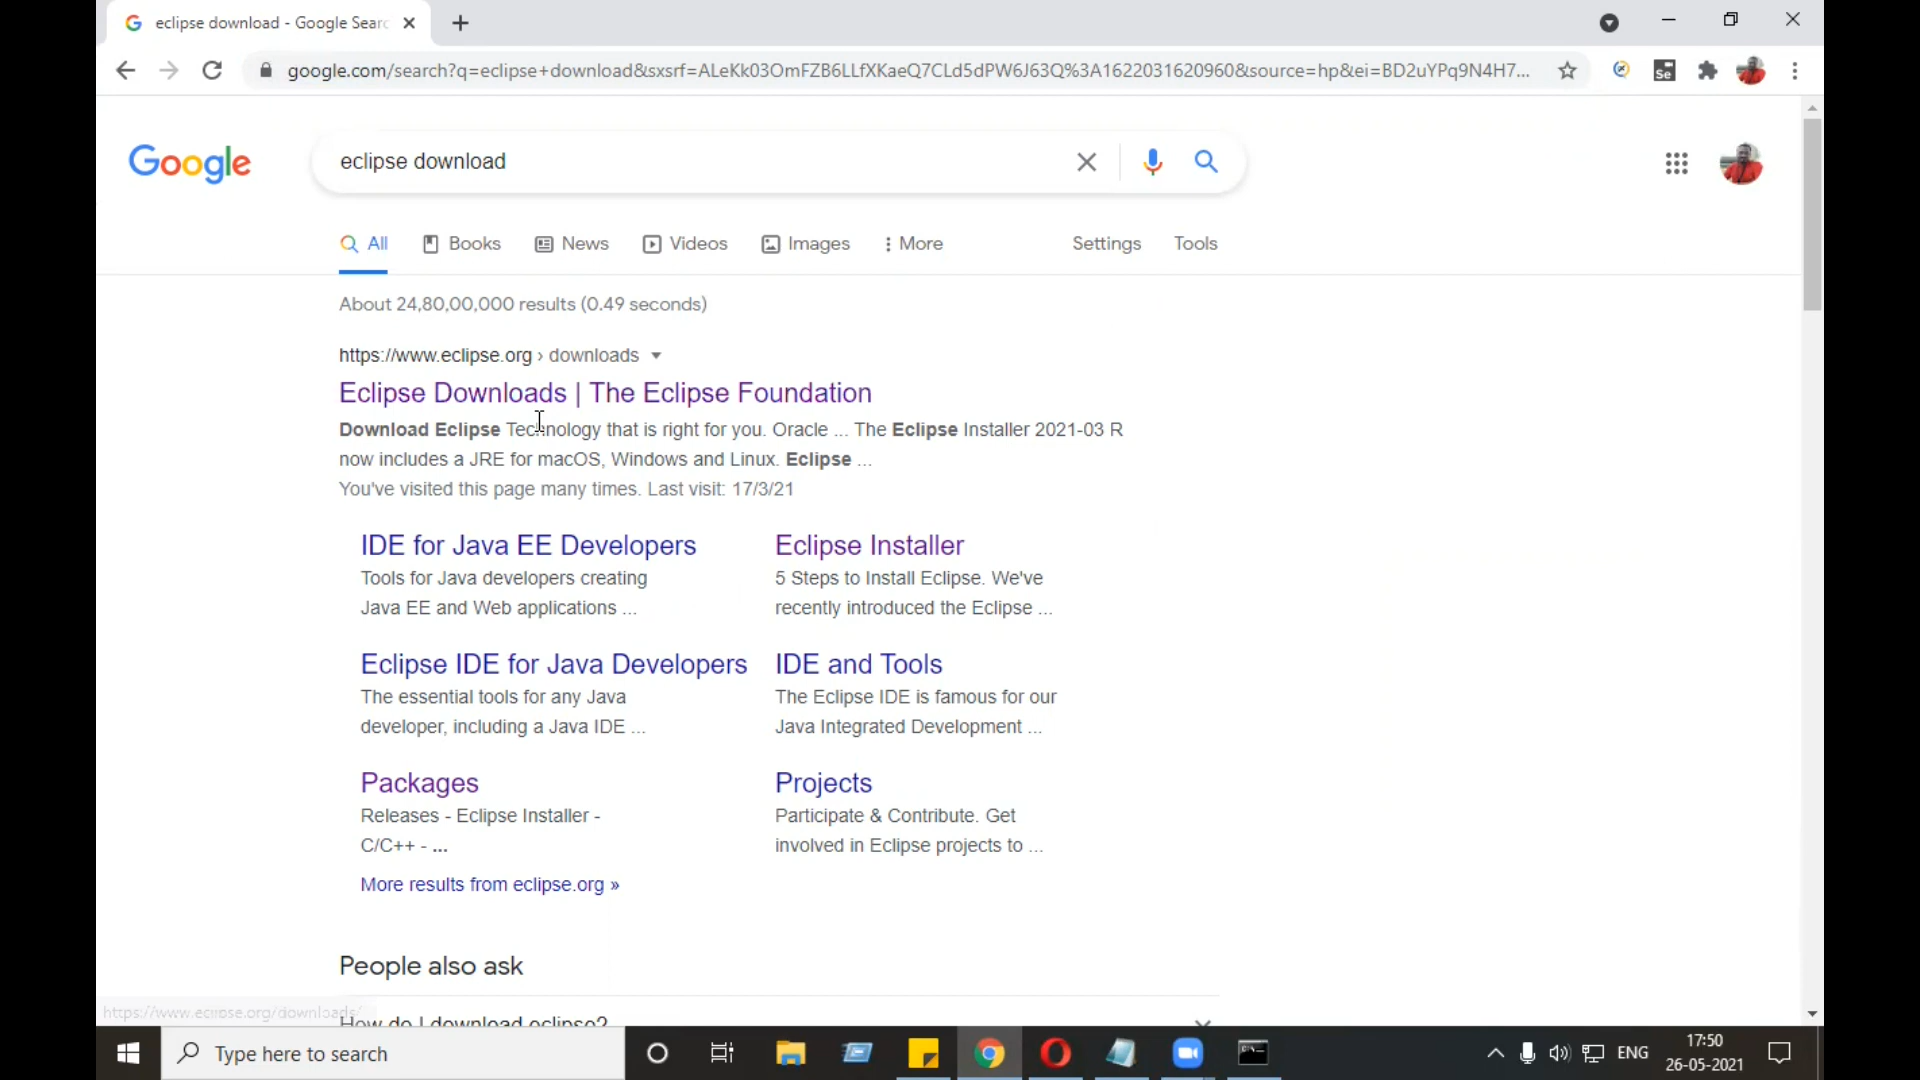 eclipse download - Google Searc
google.com/search?q=eclipse+download&sxsrf=ALeKk03OmFZB6LLfXKaeQ7CLd5dPW6J63Q%3A1622031620960&source=hp&ei=BD2uYPq9N4H7...
Se
Google
eclipse download
All Books News Videos Images More Settings Tools
About 24,80,00,000 results (0.49 seconds)
https://www.eclipse.org › downloads
Eclipse Downloads | The Eclipse Foundation
Download Eclipse Technology that is right for you. Oracle ... The Eclipse Installer 2021-03 R
now includes a JRE for macOS, Windows and Linux. Eclipse ...
You've visited this page many times. Last visit: 17/3/21
IDE for Java EE Developers
Tools for Java developers creating
Java EE and Web applications ...
Eclipse Installer
5 Steps to Install Eclipse. We've
recently introduced the Eclipse ...
Eclipse IDE for Java Developers
The essential tools for any Java
developer, including a Java IDE ...
IDE and Tools
The Eclipse IDE is famous for our
Java Integrated Development ...
Packages
Releases - Eclipse Installer -
C/C++ - ...
Projects
Participate & Contribute. Get
involved in Eclipse projects to ...
More results from eclipse.org »
People also ask
How do I download eclipse?
https://www.eclipse.org/downloads/
Type here to search
ENG
17:50
26-05-2021